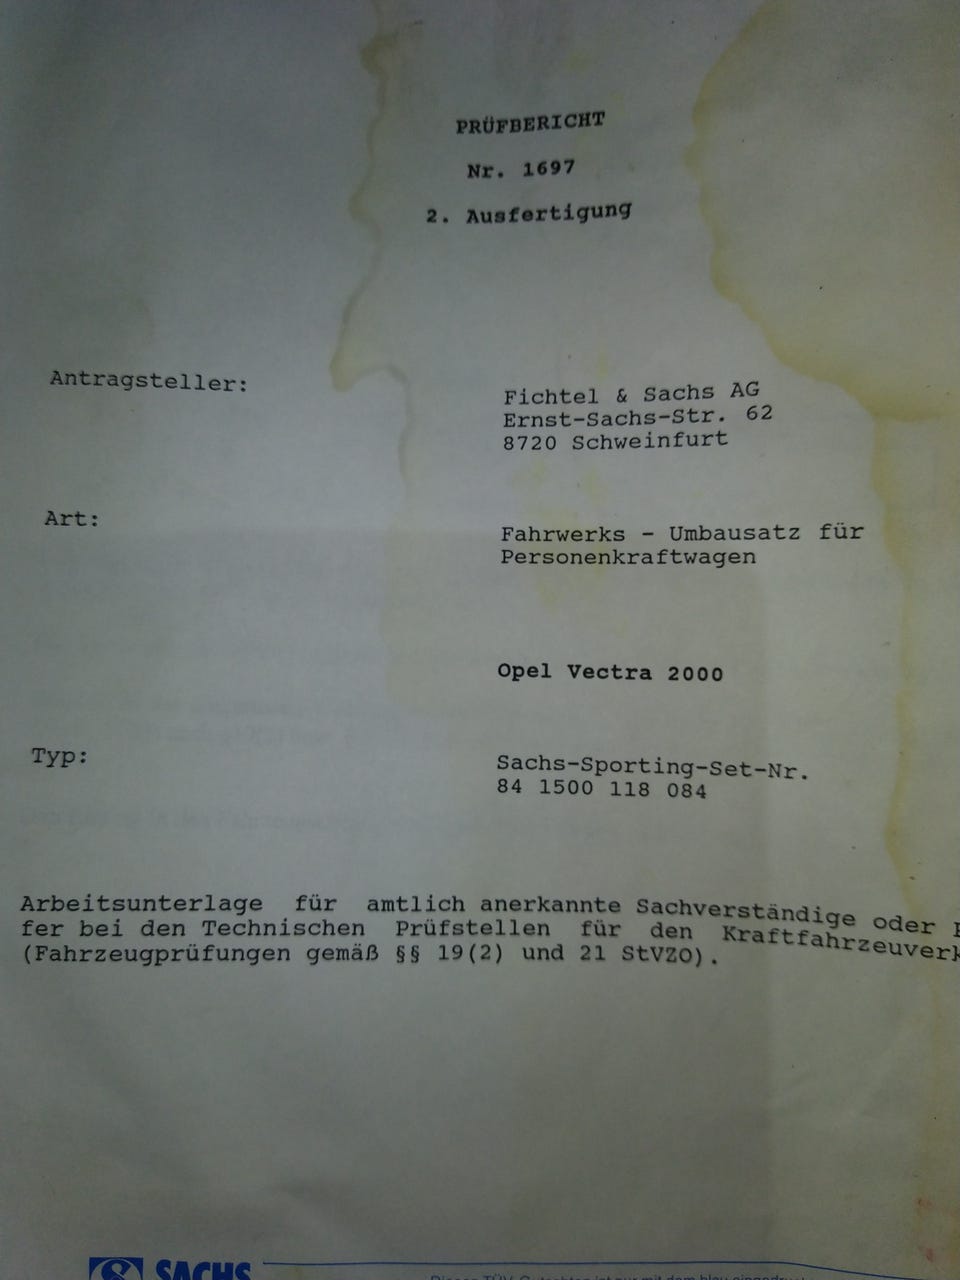 PRÜFBERICHT
Nr. 1697
2. Ausfertigung
Antragsteller:
Fichtel & Sachs AG
Ernst-Sachs-Str. 62
8720 Schweinfurt
Art:
Fahrwerks - Umbausatz für
Personenkraftwagen
Opel Vectra 2000
Typ:
Sachs-Sporting-Set-Nr.
84 1500 118 084
Arbeitsunterlage für amtlich anerkannte Sachverständige oder
fer bei den Technischen Prüfstellen für den Kraftfahrzeuverk
(Fahrzeugprüfungen gemäß §§ 19(2) und 21 StVZO).
SACHS